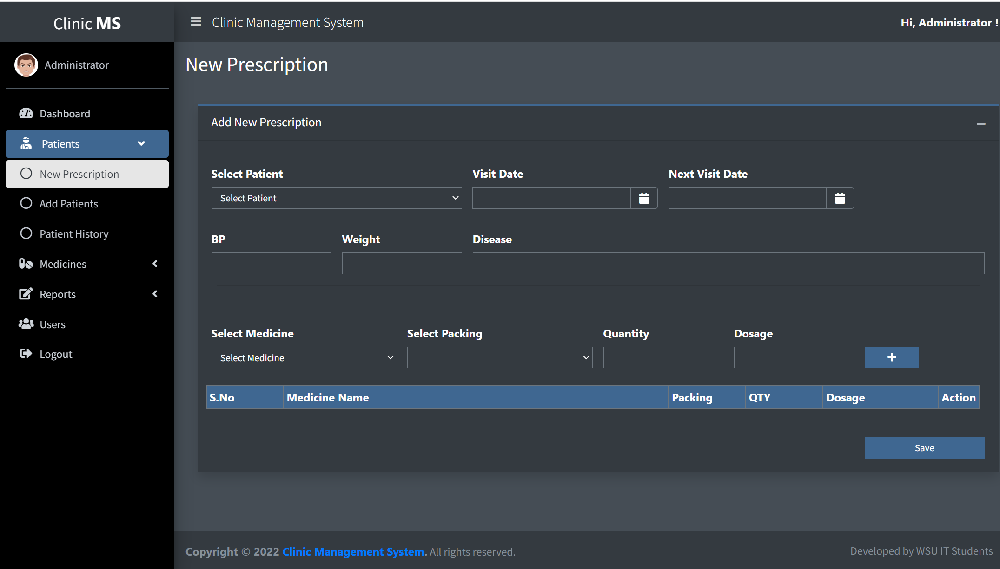 Clinic MS
Clinic Management System
Hi, Administrator !
Administrator
Dashboard
Patients
New Prescription
Add Patients
Patient History
Medicines
Reports
Users
Logout
New Prescription
Add New Prescription
Select Patient Visit Date Next Visit Date
Select Patient
BP Weight Disease
Select Medicine Select Packing Quantity Dosage
Select Medicine
S.No Medicine Name Packing QTY Dosage Action
Save
Copyright © 2022 Clinic Management System. All rights reserved.
Developed by WSU IT Students